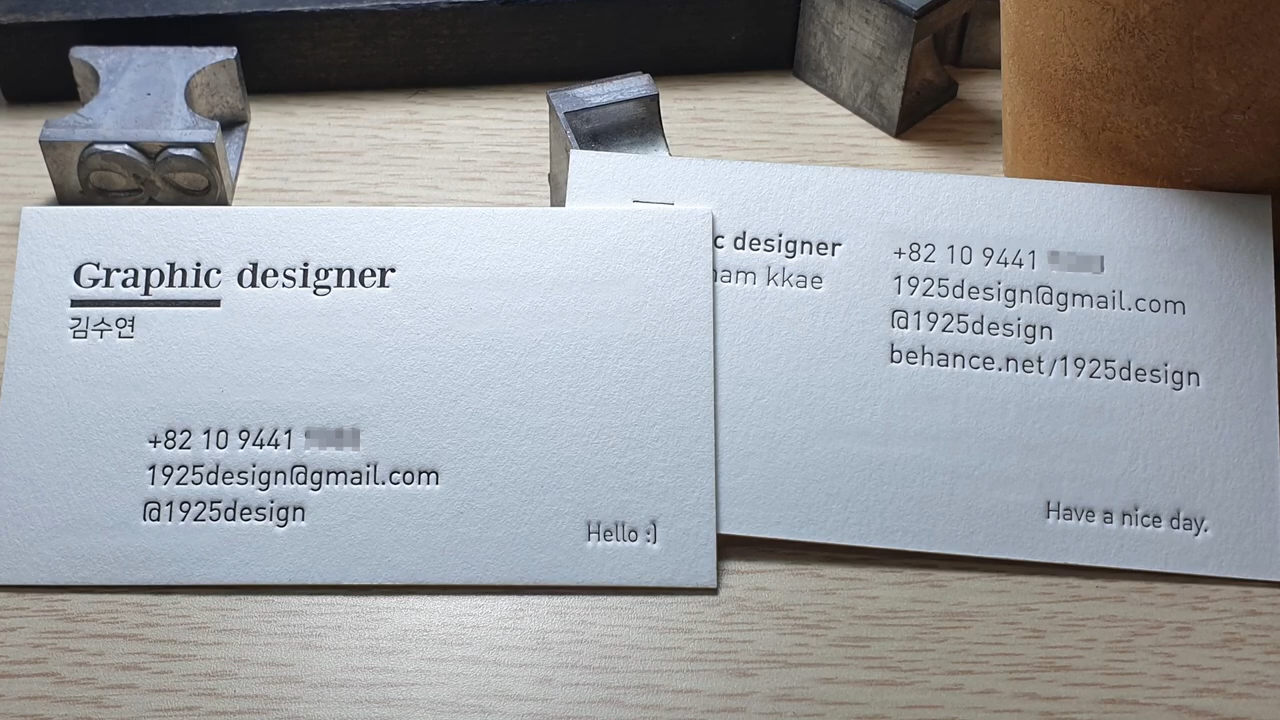 Graphic designer
김수연
+82 10 9441
1925design@gmail.com
@1925design
Hello :)
designer
kkae
+82 10 9441
1925design@gmail.com
@1925design
behance.net/1925design
Have a nice day.